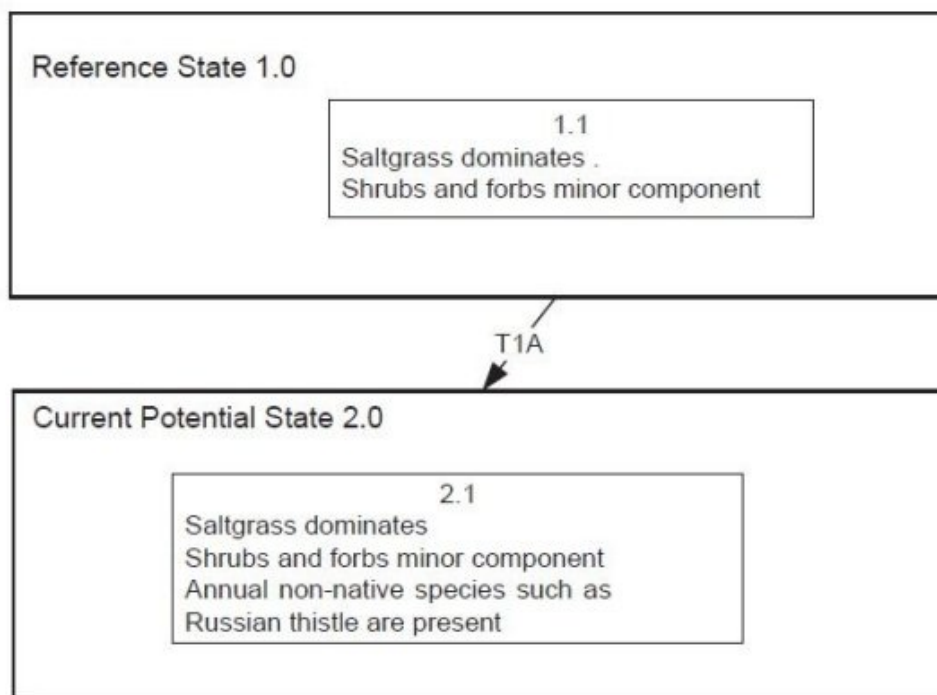 Reference State 1.0
1.1
Saltgrass dominates .
Shrubs and forbs minor component
T1A
Current Potential State 2.0
2.1
Saltgrass dominates
Shrubs and forbs minor component
Annual non-native species such as
Russian thistle are present